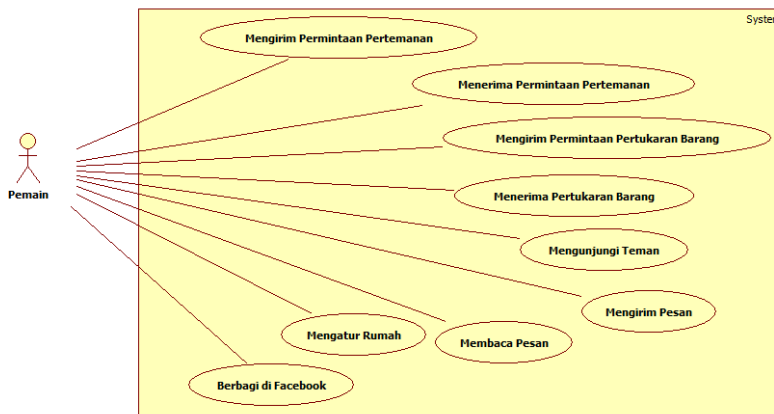 System
Mengirim Permintaan Pertemanan
Menerima Permintaan Pertemanan
Mengirim Permintaan Pertukaran Barang
Pemain
Menerima Pertukaran Barang
Mengunjungi Teman
Mengirim Pesan
Mengatur Rumah
Membaca Pesan
Berbagi di Facebook